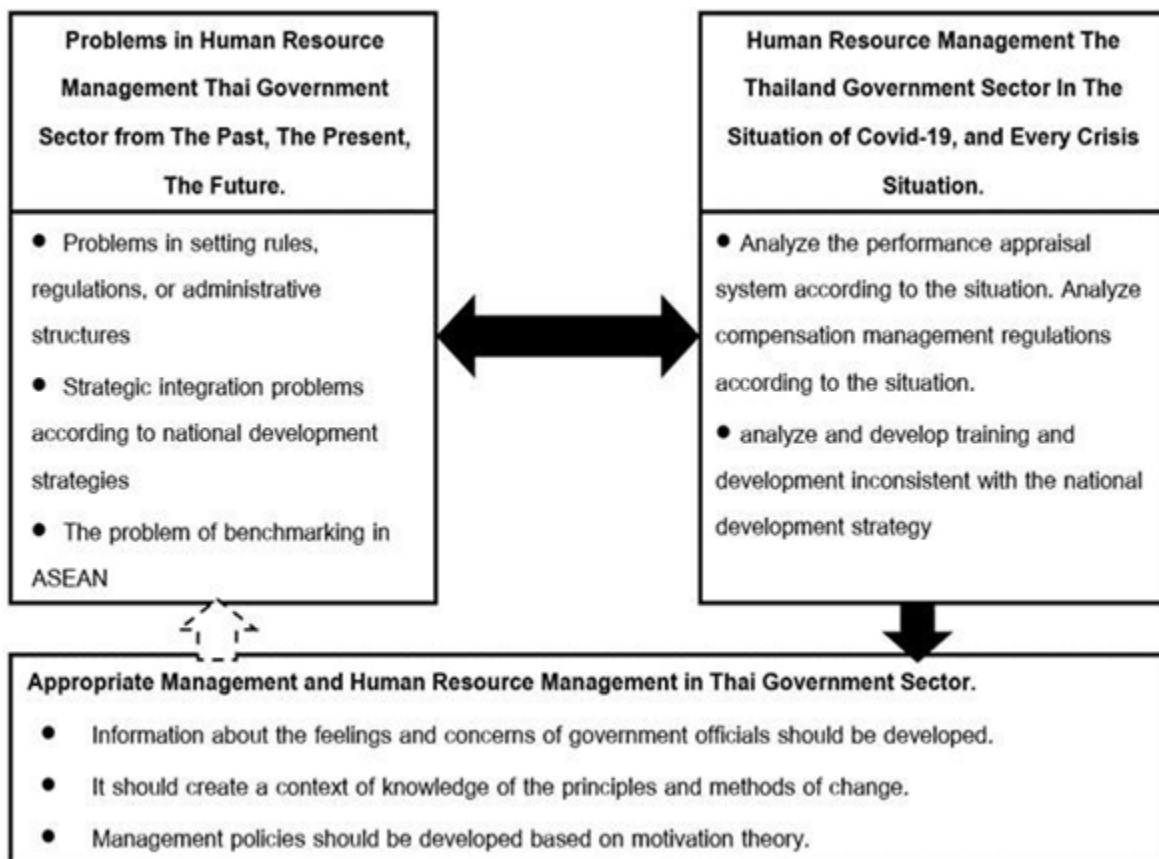 Problems in Human Resource
Management Thai Government
Sector from The Past, The Present,
The Future.
● Problems in setting rules,
regulations, or administrative
structures
● Strategic integration problems
according to national development
strategies
● The problem of benchmarking in
ASEAN
Human Resource Management The
Thailand Government Sector In The
Situation of Covid-19, and Every Crisis
Situation.
● Analyze the performance appraisal
system according to the situation. Analyze
compensation management regulations
according to the situation.
● analyze and develop training and
development inconsistent with the national
development strategy
Appropriate Management and Human Resource Management in Thai Government Sector.
● Information about the feelings and concerns of government officials should be developed.
● It should create a context of knowledge of the principles and methods of change.
● Management policies should be developed based on motivation theory.